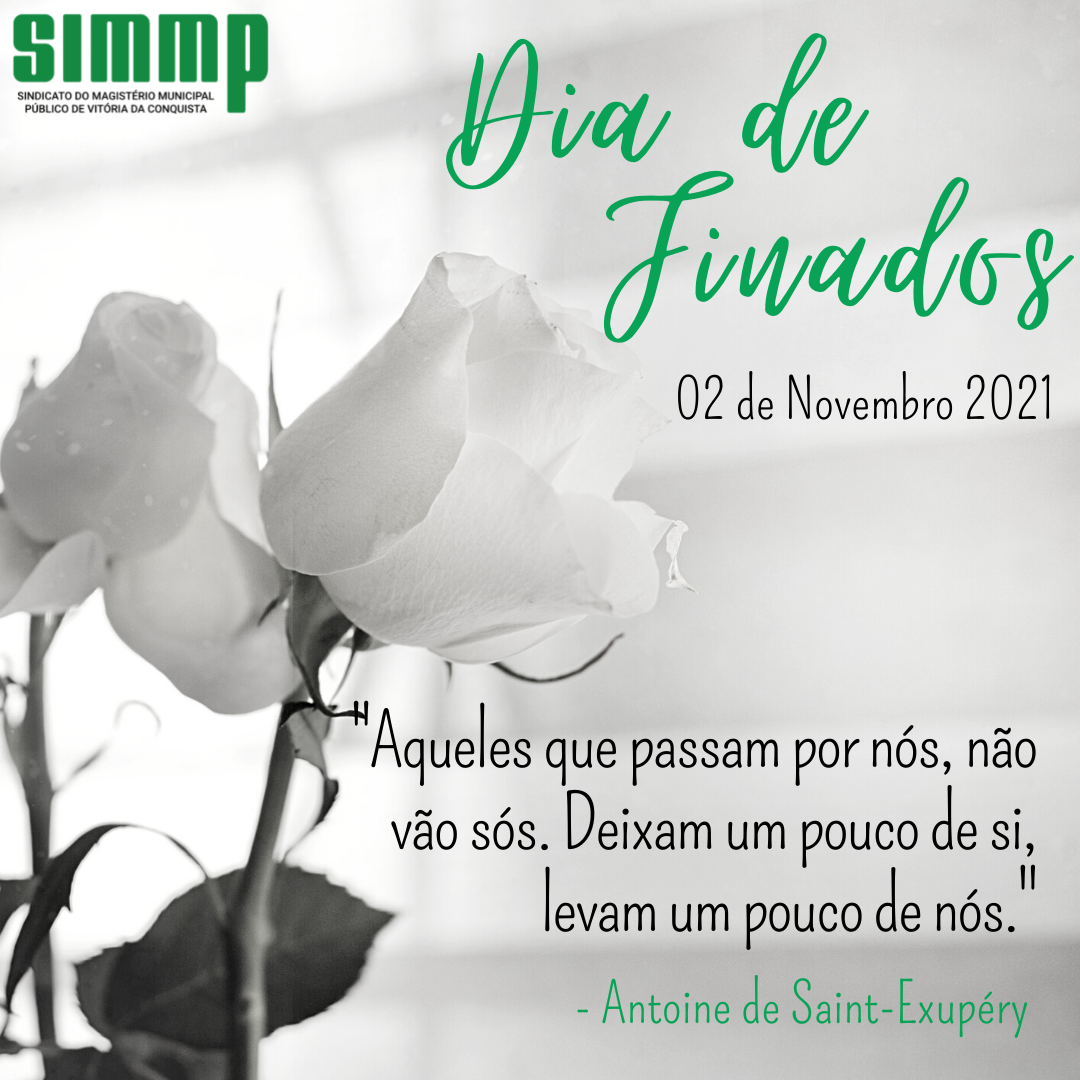 SIMMP
SINDICATO DO MAGISTÉRIO MUNICIPAL
PÚBLICO DE VITÓRIA DA CONQUISTA
Dia de
Finados
02 de Novembro 2021
"Aqueles que passam por nós, não
vão sós. Deixam um pouco de si,
levam um pouco de nós."
- Antoine de Saint-Exupéry